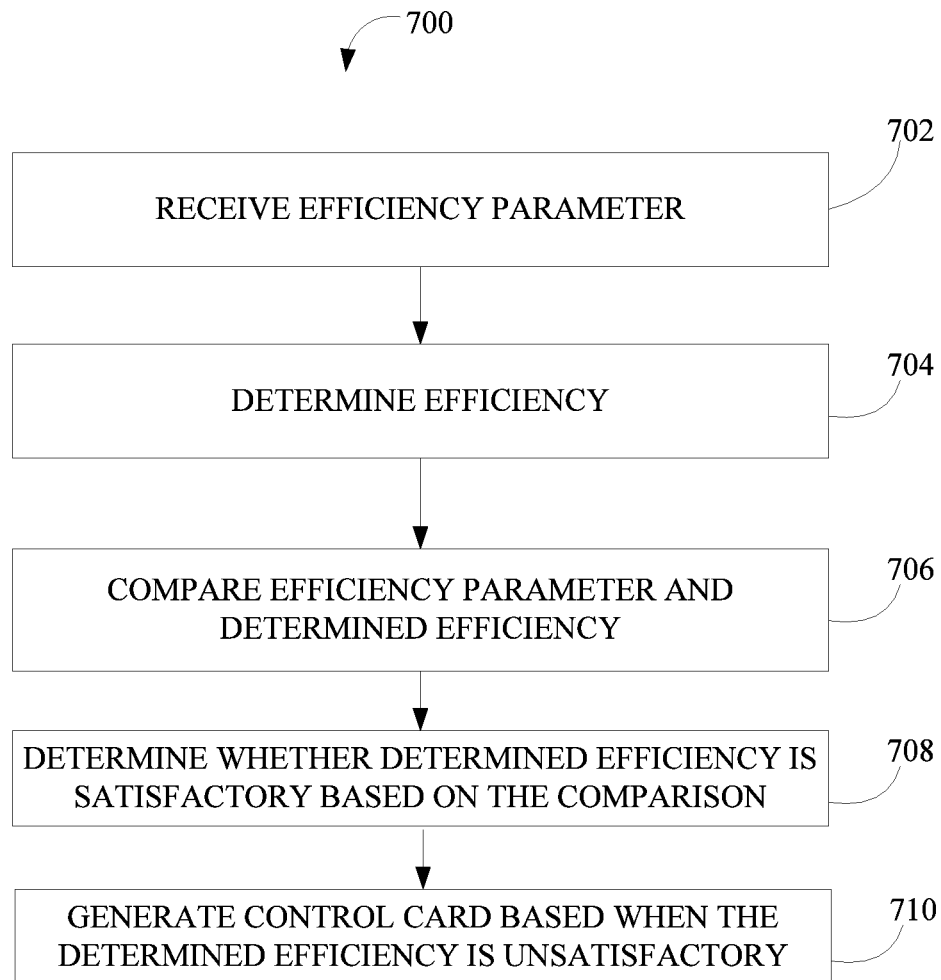 700
702
RECEIVE EFFICIENCY PARAMETER
704
DETERMINE EFFICIENCY
706
COMPARE EFFICIENCY PARAMETER AND
DETERMINED EFFICIENCY
708
DETERMINE WHETHER DETERMINED EFFICIENCY IS
SATISFACTORY BASED ON THE COMPARISON
710
GENERATE CONTROL CARD BASED WHEN THE
DETERMINED EFFICIENCY IS UNSATISFACTORY